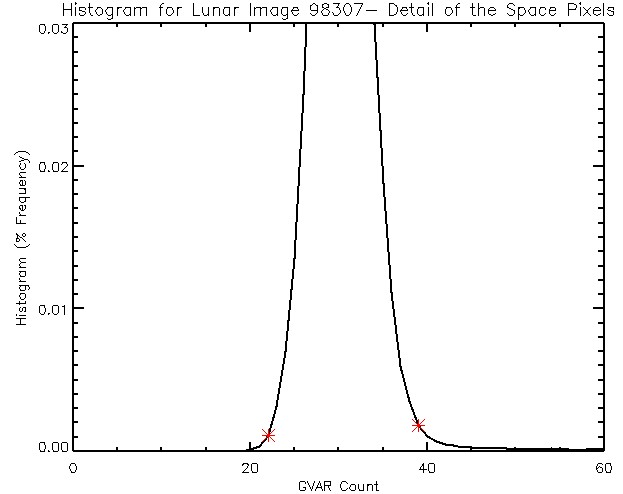 Histogram for Lunar Image 98307– Detail of the Space Pixels
0.03
0.02
0.01
0.00
Histogram (% Frequency)
0 20 40 60
GVAR Count